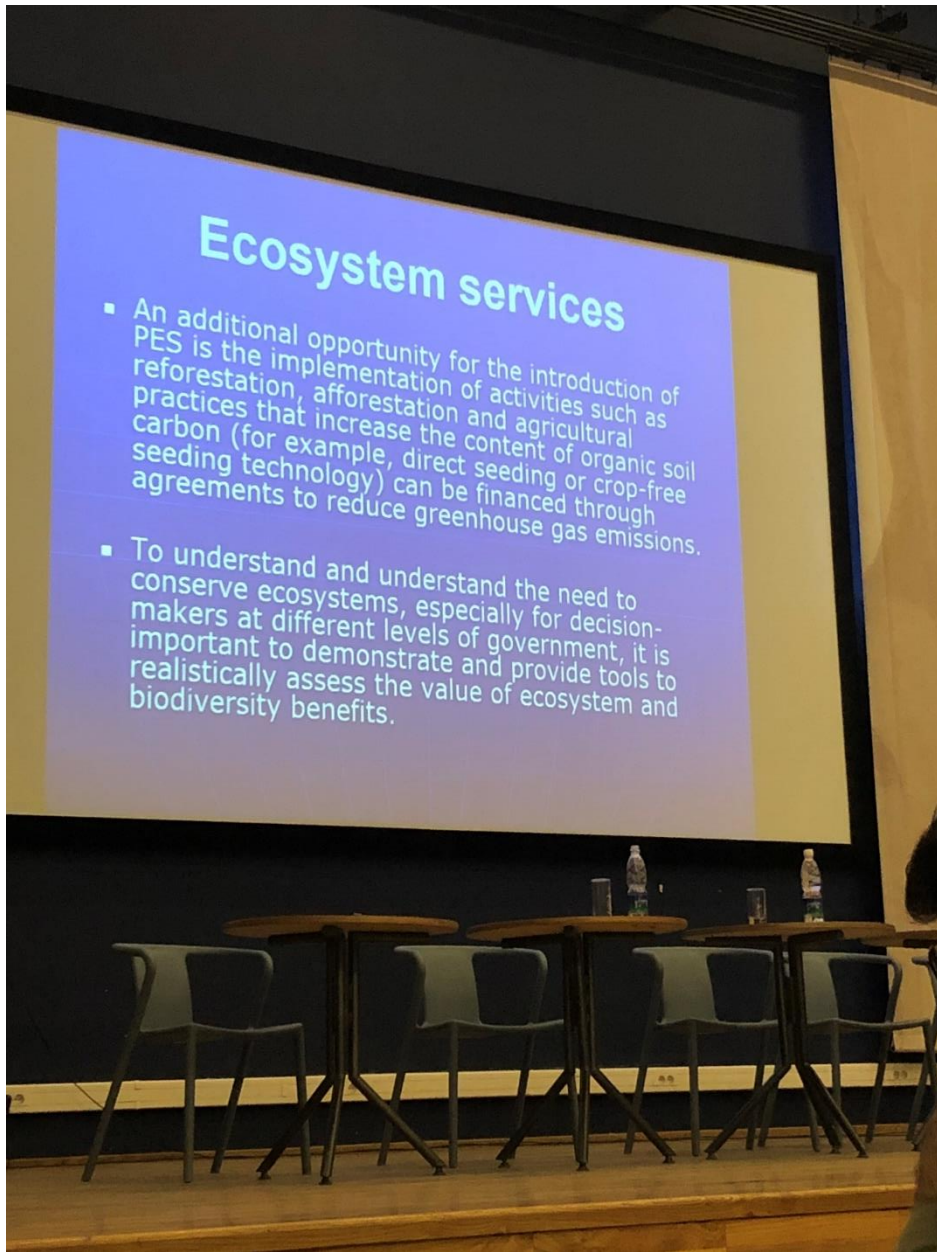 Ecosystem services
▪ An additional opportunity for the introduction of
PES is the implementation of activities such as
reforestation, afforestation and agricultural
practices that increase the content of organic soil
carbon (for example, direct seeding or crop-free
seeding technology) can be financed through
agreements to reduce greenhouse gas emissions.
▪ To understand and understand the need to
conserve ecosystems, especially for decision-
makers at different levels of government, it is
important to demonstrate and provide tools to
realistically assess the value of ecosystem and
biodiversity benefits.